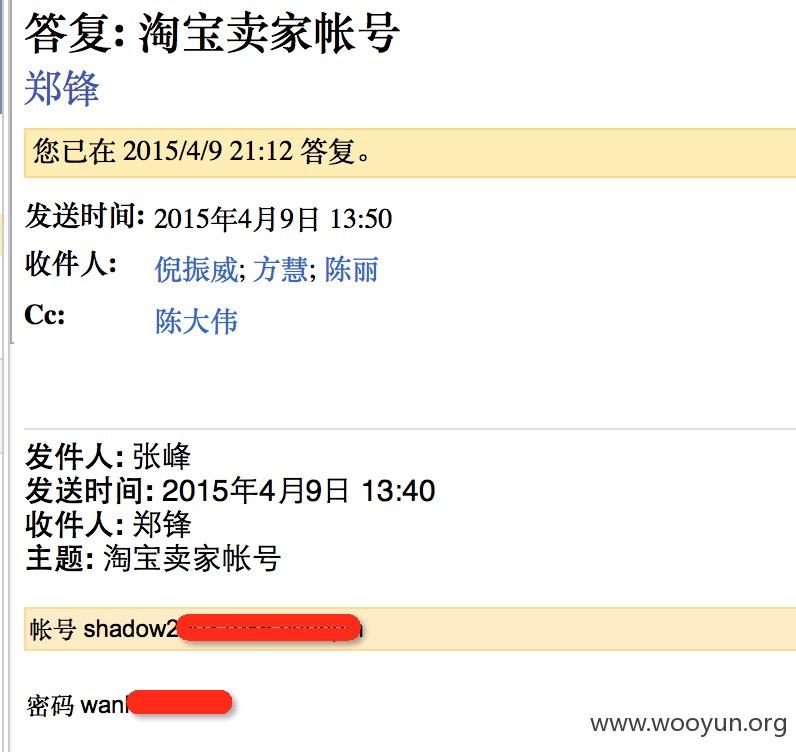 答复: 淘宝卖家帐号
郑锋
您已在 2015/4/9 21:12 答复。
发送时间: 2015年4月9日 13:50
收件人: 倪振威; 方慧; 陈丽
Cc: 陈大伟
发件人: 张峰
发送时间: 2015年4月9日 13:40
收件人: 郑锋
主题: 淘宝卖家帐号
帐号 shadow2
密码 wan
www.wooyun.org